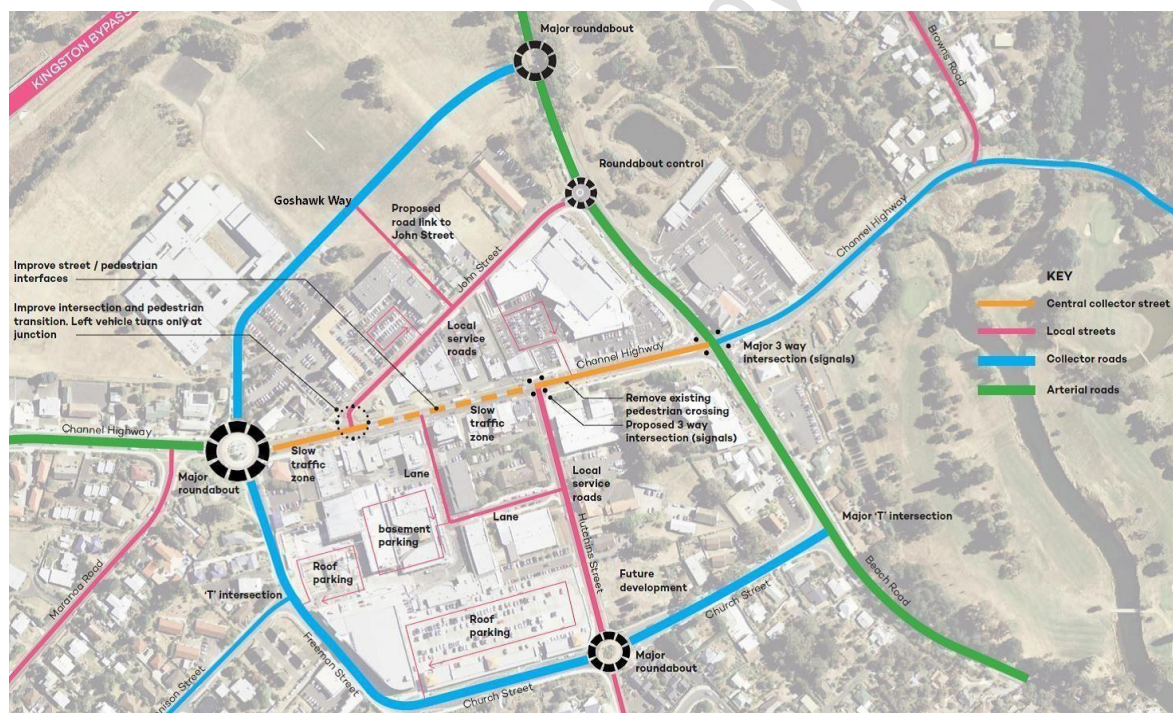 KINGSTON BYPASS
Major roundabout
Browns Road
Roundabout control
Goshawk Way
Proposed
road link to
John Street
Channel Highway
John Street
Improve street / pedestrian
interfaces
Improve intersection and pedestrian
transition. Left vehicle turns only at
junction
Local
service
roads
KEY
Central collector street
Local streets
Collector roads
Arterial roads
Channel Highway
Major 3 way
intersection (signals)
Remove existing
pedestrian crossing
Proposed 3 way
intersection (signals)
Slow
traffic
zone
Channel Highway
Slow
traffic
zone
Major
roundabout
Lane
Local
service
roads
basement
parking
Lane
Hutchins Street
Major ‘T’ intersection
Maranoa Road
Roof
parking
Future
development
Beach Road
‘T’ intersection
Church Street
Roof
parking
Freeman Street
Major
roundabout
Church Street
Street